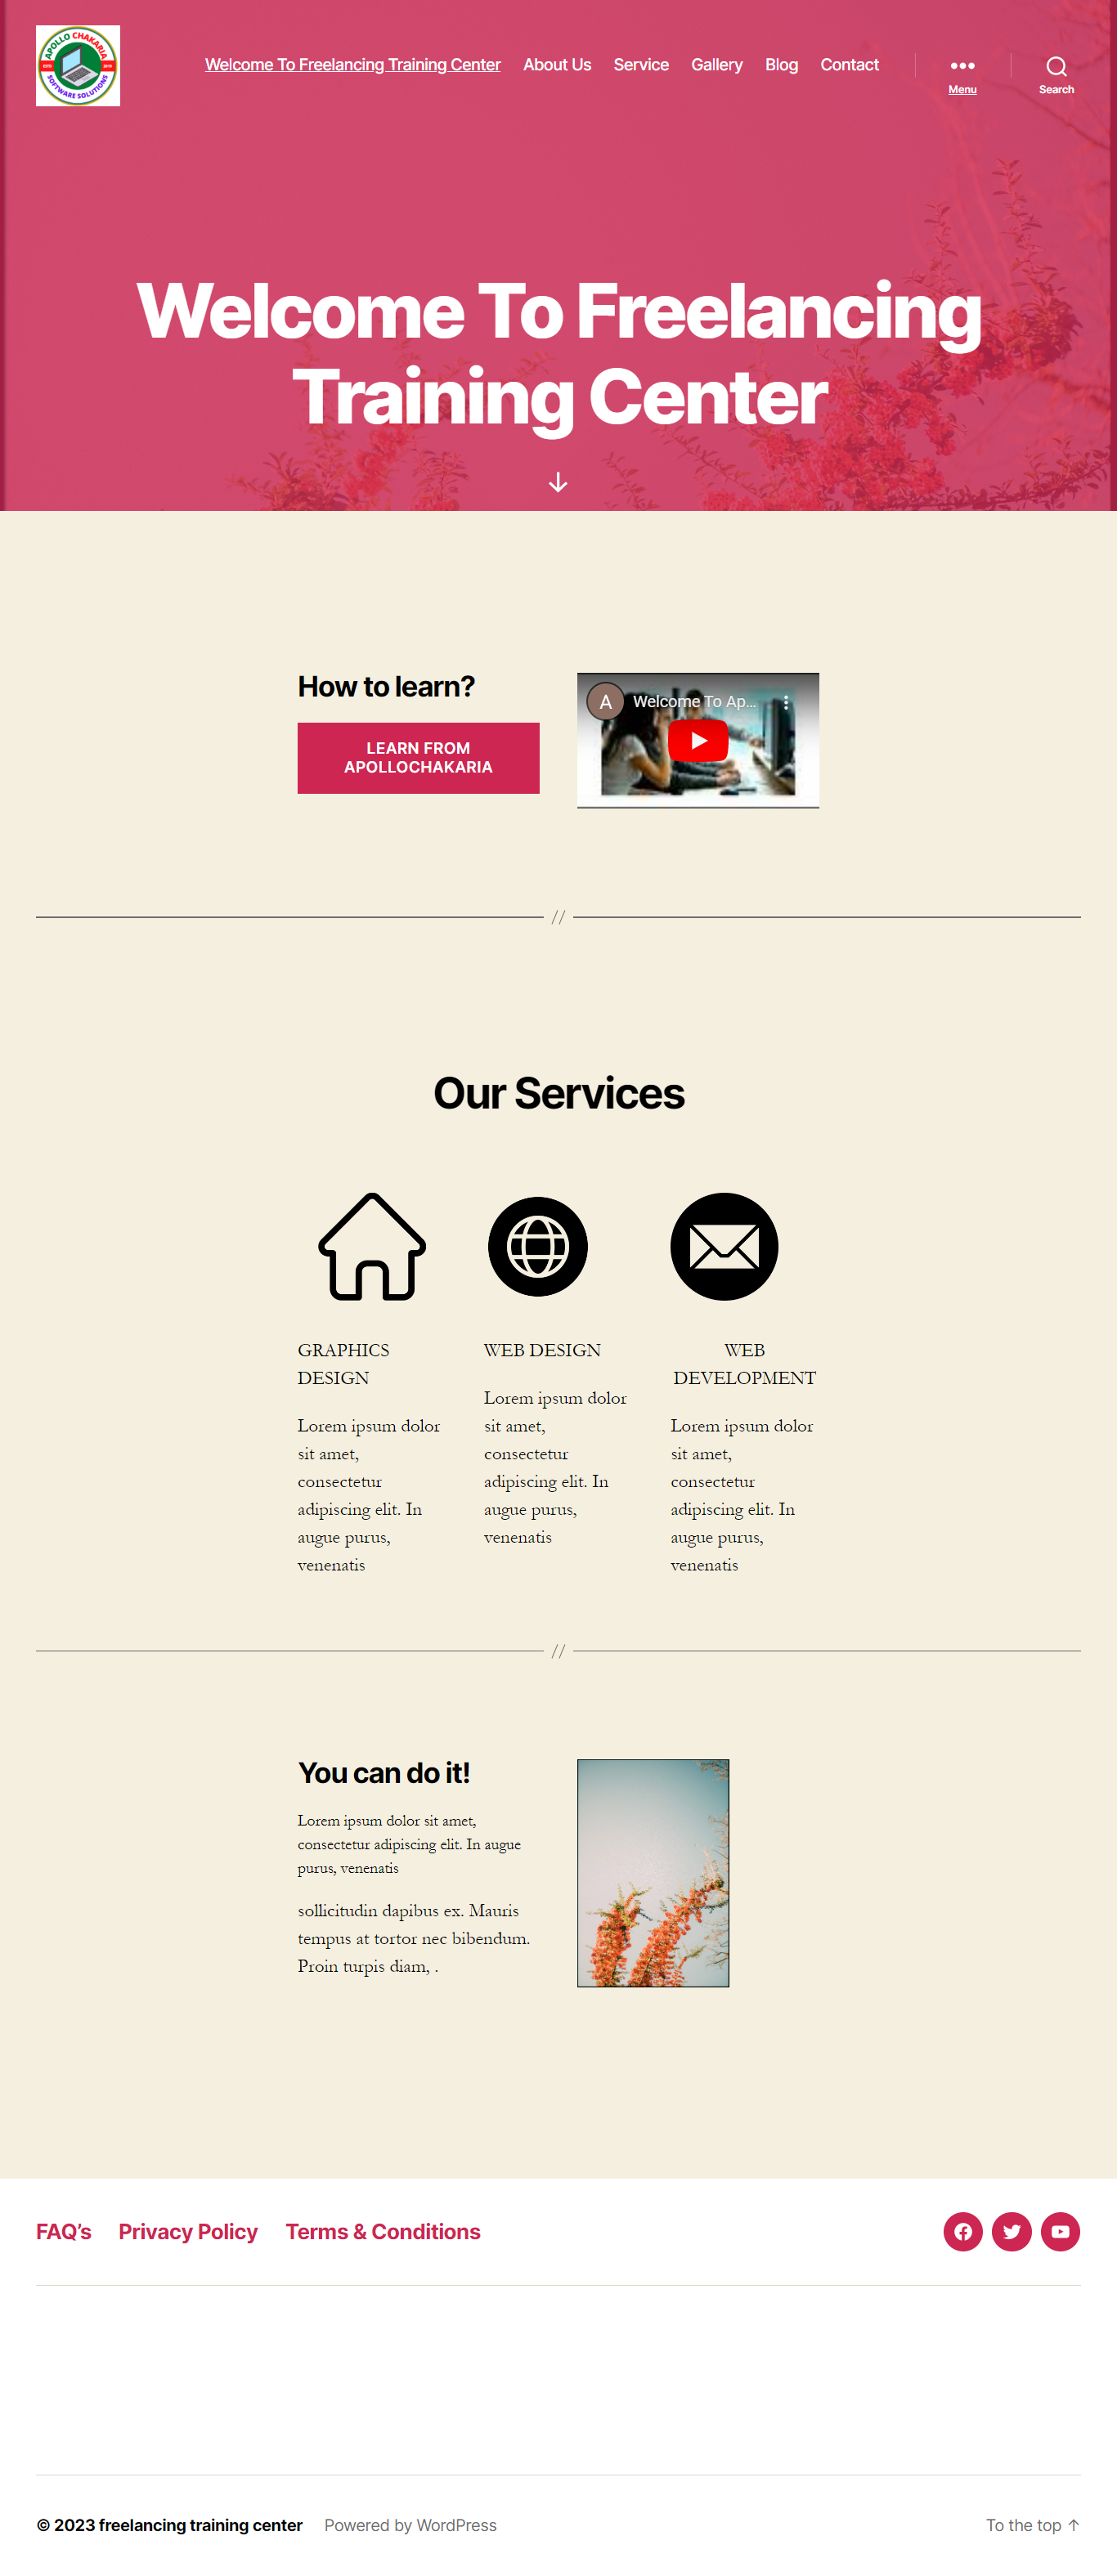 APOLLO CHAKARIA
SOFTWARE SOLUTIONS
Welcome To Freelancing Training Center
About Us
Service
Gallery
Blog
Contact
Menu
Search
Welcome To Freelancing
Training Center
How to learn?
LEARN FROM
APOLLOCHAKARIA
A
Welcome To Ap...
Our Services
GRAPHICS
DESIGN
Lorem ipsum dolor
sit amet,
consectetur
adipiscing elit. In
augue purus,
venenatis
WEB DESIGN
Lorem ipsum dolor
sit amet,
consectetur
adipiscing elit. In
augue purus,
venenatis
WEB
DEVELOPMENT
Lorem ipsum dolor
sit amet,
consectetur
adipiscing elit. In
augue purus,
venenatis
You can do it!
Lorem ipsum dolor sit amet,
consectetur adipiscing elit. In augue
purus, venenatis
sollicitudin dapibus ex. Mauris
tempus at tortor nec bibendum.
Proin turpis diam, .
FAQ’s
Privacy Policy
Terms & Conditions
© 2023 freelancing training center
Powered by WordPress
To the top ↑